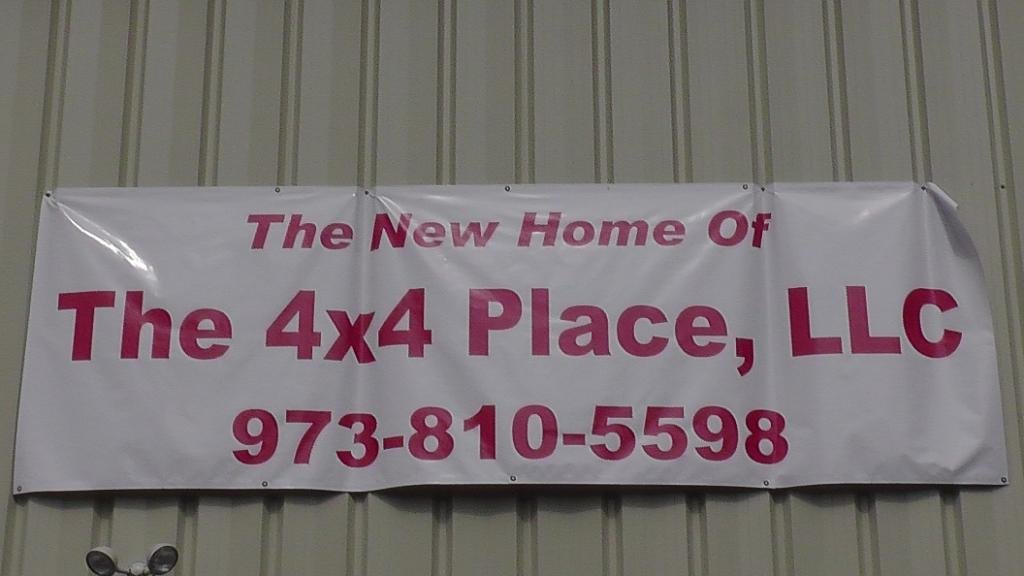 The New Home Of
The 4x4 Place, LLC
973-810-5598